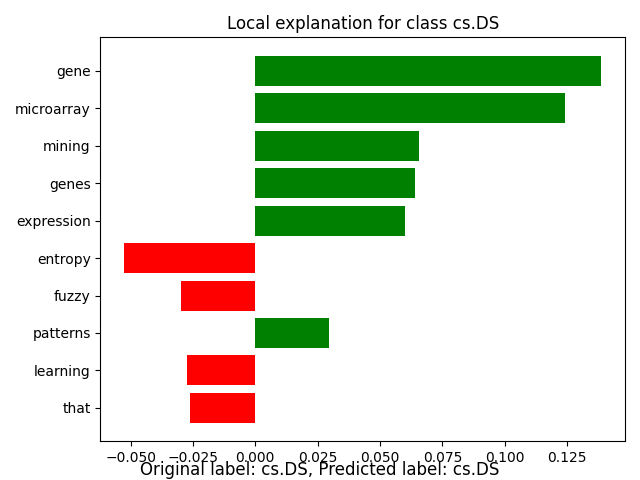 Local explanation for class cs.DS
gene
microarray
mining
genes
expression
entropy
fuzzy
patterns
learning
that
−0.050 −0.025 0.000 0.025 0.050 0.075 0.100 0.125
Original label: cs.DS, Predicted label: cs.DS